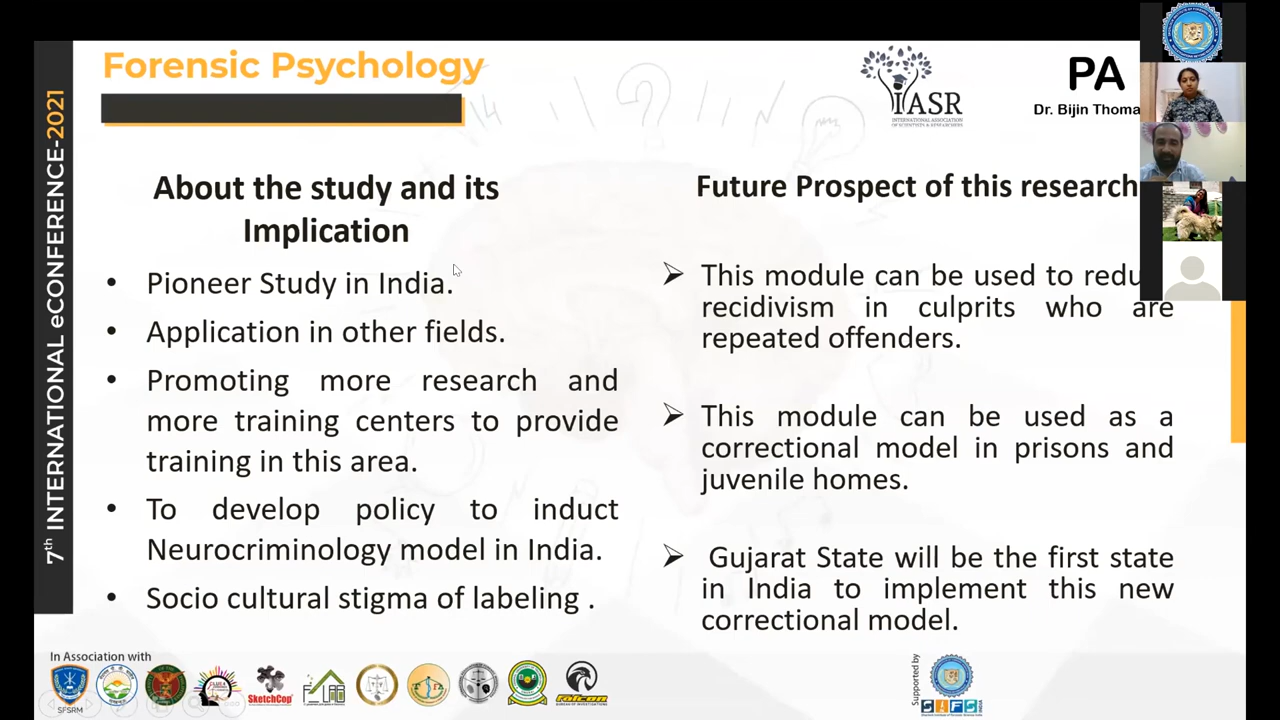 Forensic Psychology
7th INTERNATIONAL eCONFERENCE-2021
IASR
INTERNATIONAL ASSOCIATION
OF SCIENTISTS & RESEARCHERS
PA
Dr. Bijin Thoma
About the study and its
Implication
• Pioneer Study in India.
• Application in other fields.
• Promoting more research and
more training centers to provide
training in this area.
• To develop policy to induct
Neurocriminology model in India.
• Socio cultural stigma of labeling .
Future Prospect of this research
➢ This module can be used to redu
recidivism in culprits who are
repeated offenders.
➢ This module can be used as a
correctional model in prisons and
juvenile homes.
➢ Gujarat State will be the first state
in India to implement this new
correctional model.
In Association with
SFSRM
SketchCop
LAB
Falcon
Supported by
SIFS